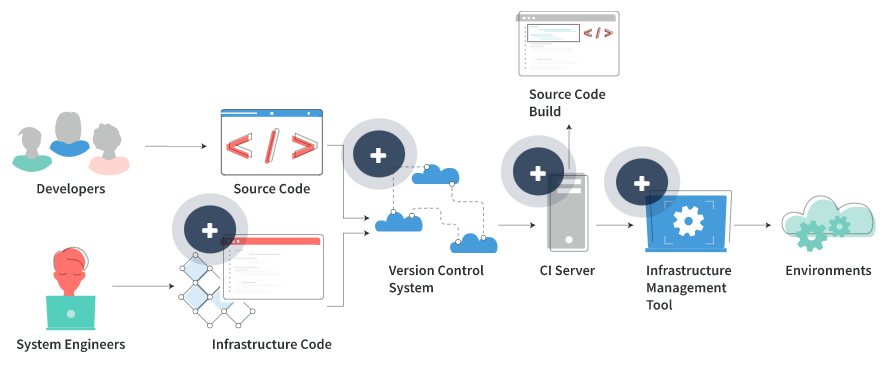 Source Code
Build
Developers
Source Code
Version Control
System
CI Server
Infrastructure
Management
Tool
Environments
System Engineers
Infrastructure Code